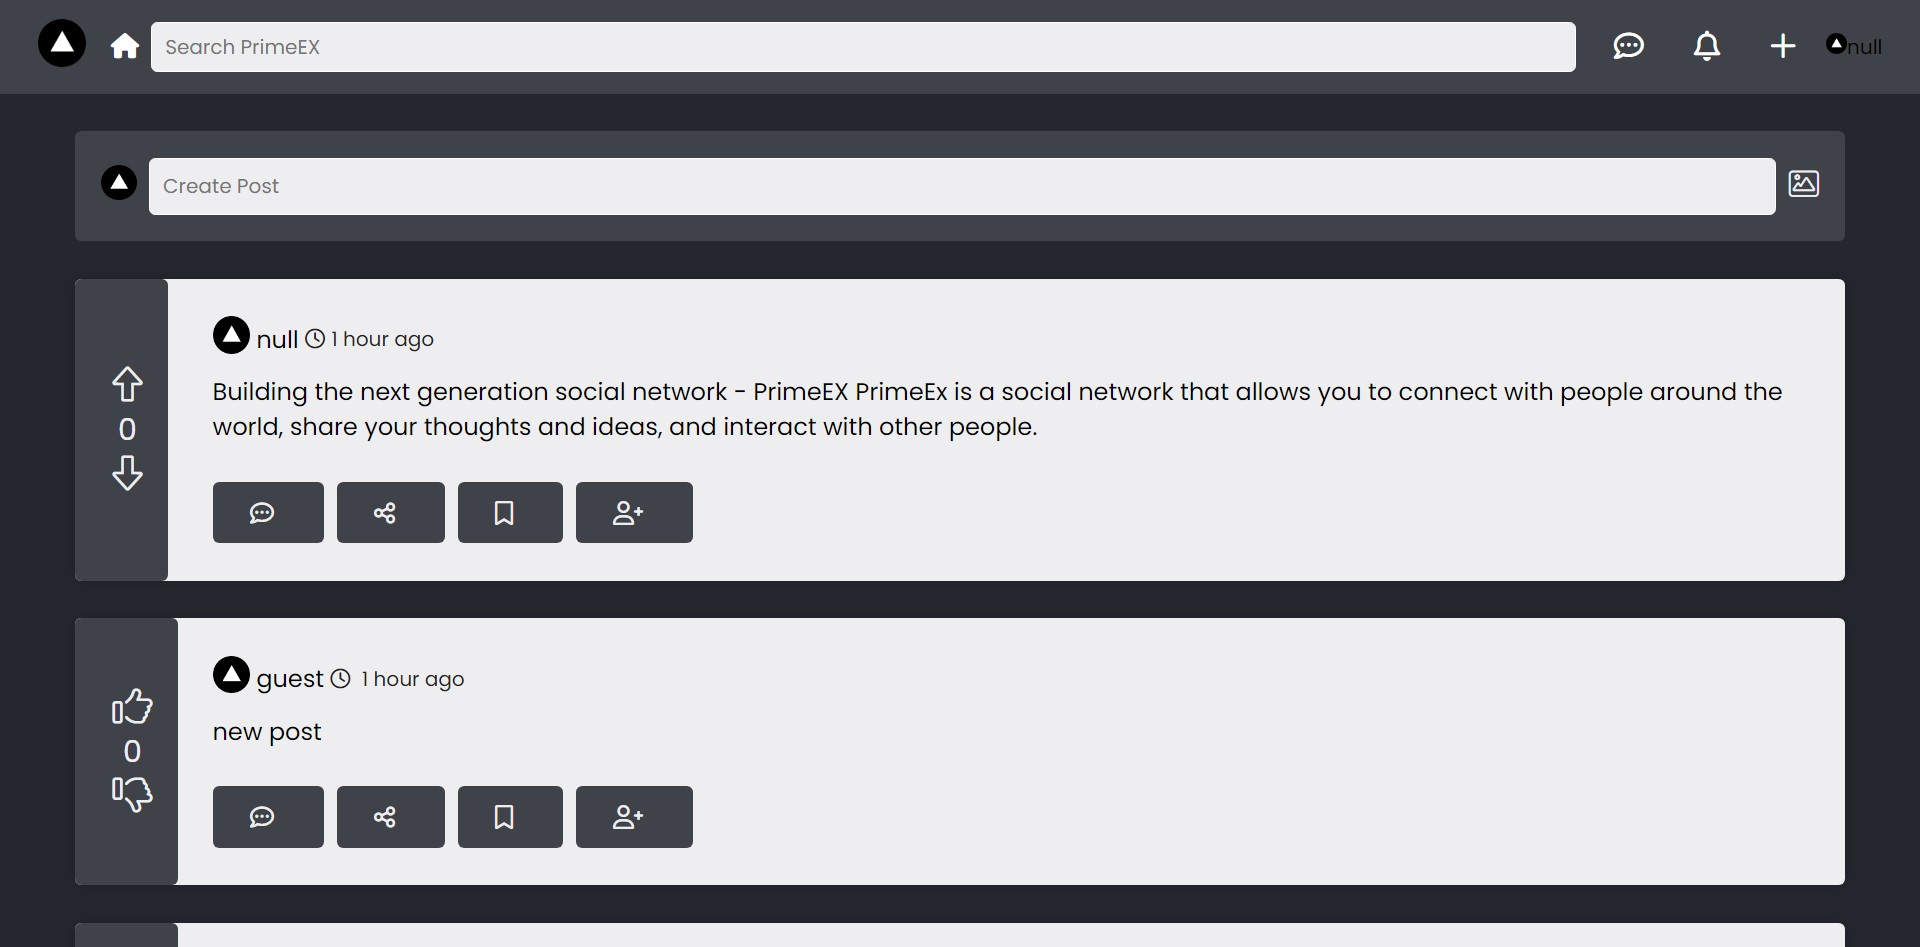 Search PrimeEX
null
Create Post
null 1 hour ago
Building the next generation social network - PrimeEX PrimeEx is a social network that allows you to connect with people around the
world, share your thoughts and ideas, and interact with other people.
0
guest 1 hour ago
new post
0